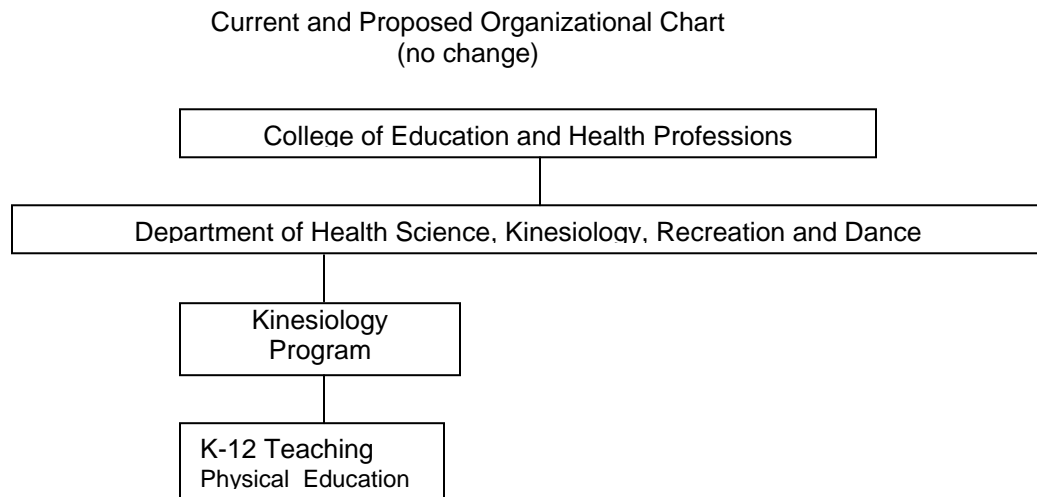 Current and Proposed Organizational Chart
(no change)
College of Education and Health Professions
Department of Health Science, Kinesiology, Recreation and Dance
Kinesiology
Program
K-12 Teaching
Physical Education